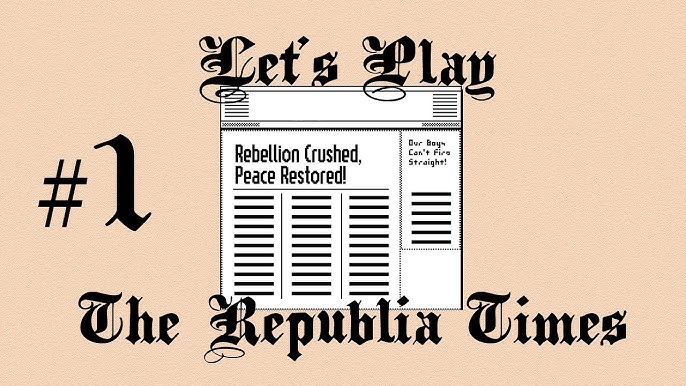 Let's Play
Rebellion Crushed,
Peace Restored!
Our Boys
Can't Fire
Straight!
#1
The Republia Times